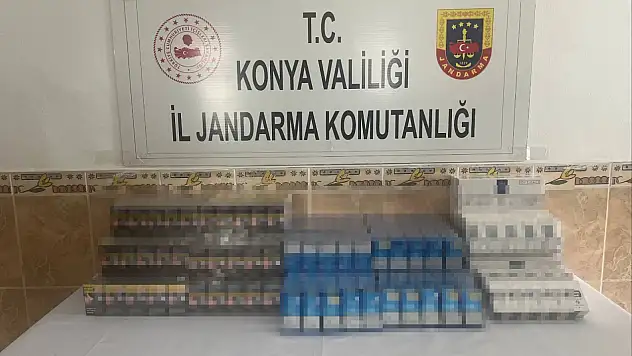 T.C.
KONYA VALİLİĞİ
İL JANDARMA KOMUTANLIĞI
JANDARMA